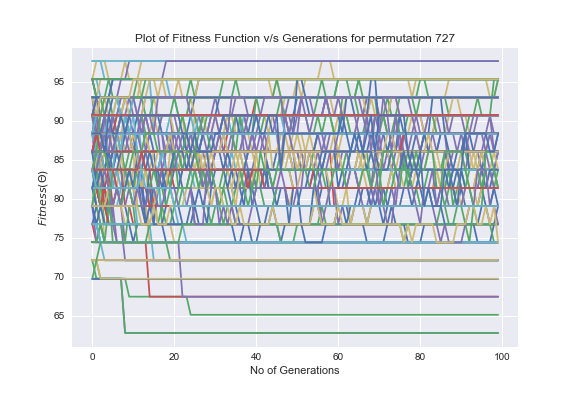 Plot of Fitness Function v/s Generations for permutation 727
Fitness(Θ)
95
90
85
80
75
70
65
0 20 40 60 80 100
No of Generations